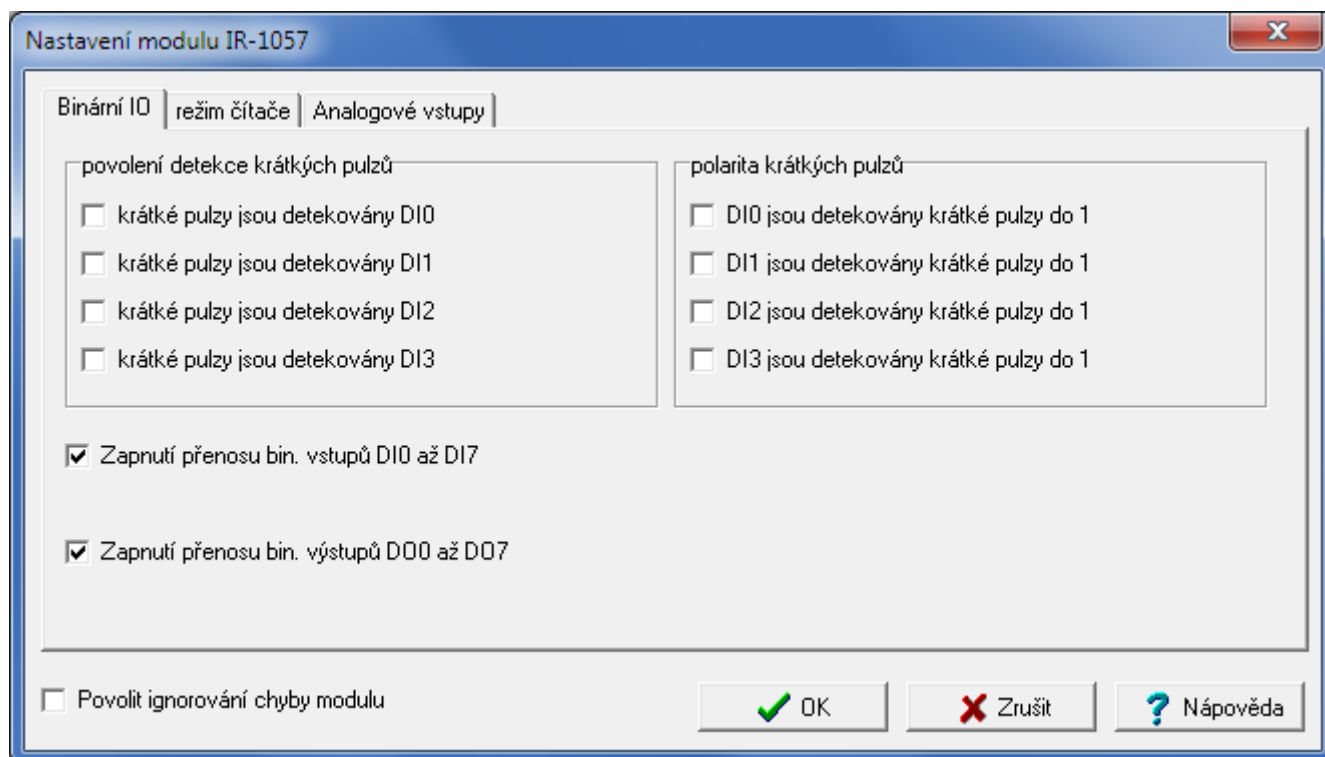 Nastavení modulu IR-1057
Binární IO režim čítače Analogové vstupy
povolení detekce krátkých pulzů
krátké pulzy jsou detekovány DI0
krátké pulzy jsou detekovány DI1
krátké pulzy jsou detekovány DI2
krátké pulzy jsou detekovány DI3
polarita krátkých pulzů
DI0 jsou detekovány krátké pulzy do 1
DI1 jsou detekovány krátké pulzy do 1
DI2 jsou detekovány krátké pulzy do 1
DI3 jsou detekovány krátké pulzy do 1
Zapnutí přenosu bin. vstupů DI0 až DI7
Zapnutí přenosu bin. výstupů DO0 až DO7
Povolit ignorování chyby modulu
OK Zrušit Nápověda